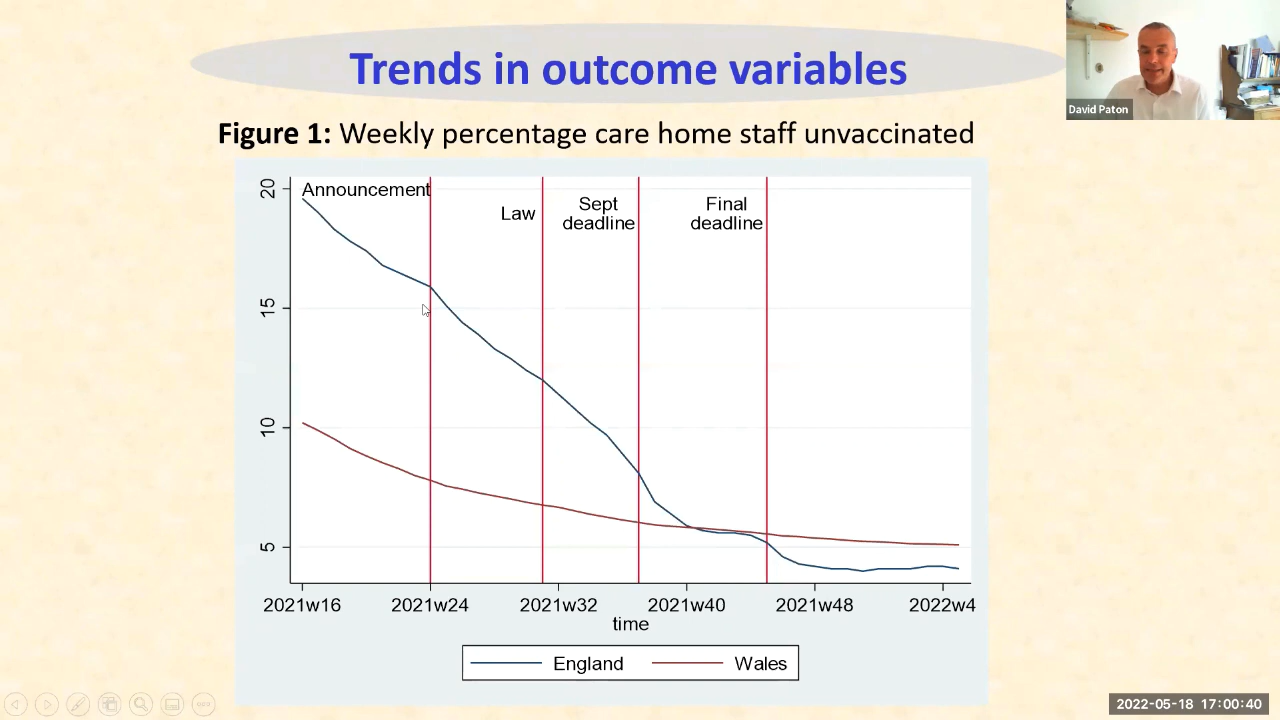 Trends in outcome variables
David Paton
Figure 1: Weekly percentage care home staff unvaccinated
20
15
10
5
Announcement
Law
Sept
deadline
Final
deadline
2021w16 2021w24 2021w32 2021w40 2021w48 2022w4
time
England Wales
2022-05-18 17:00:40